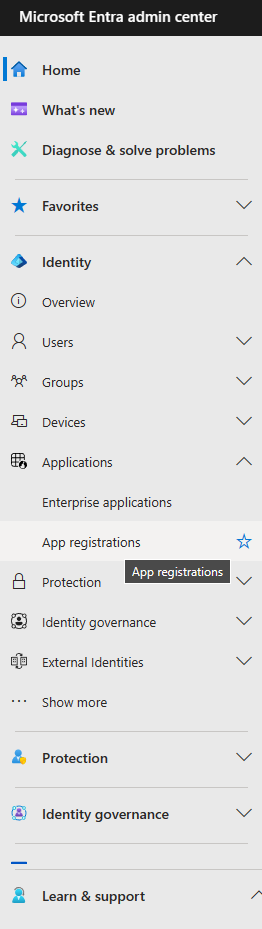 Microsoft Entra admin center
Home
What's new
Diagnose & solve problems
Favorites
Identity
Overview
Users
Groups
Devices
Applications
Enterprise applications
App registrations
App registrations
Protection
Identity governance
External Identities
Show more
Protection
Identity governance
Learn & support